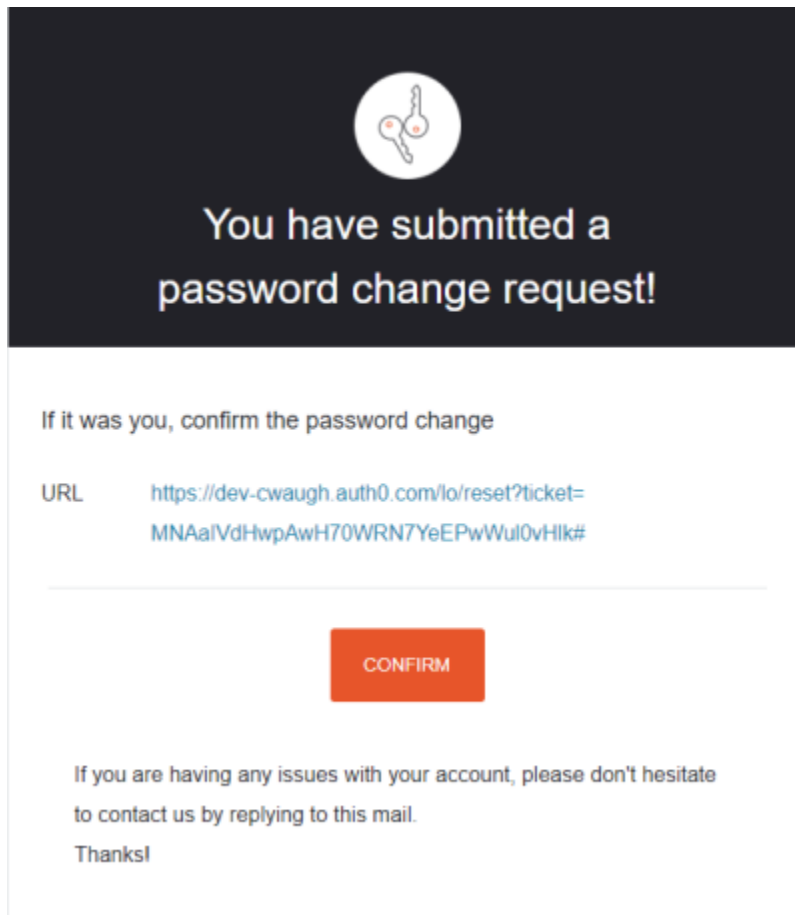 You have submitted a
password change request!
If it was you, confirm the password change
URL https://dev-cwaugh.auth0.com/lo/reset?ticket=
MNAaIVdHwpAwH70WRN7YeEPwWuI0vHIk#
CONFIRM
If you are having any issues with your account, please don't hesitate
to contact us by replying to this mail.
Thanks!